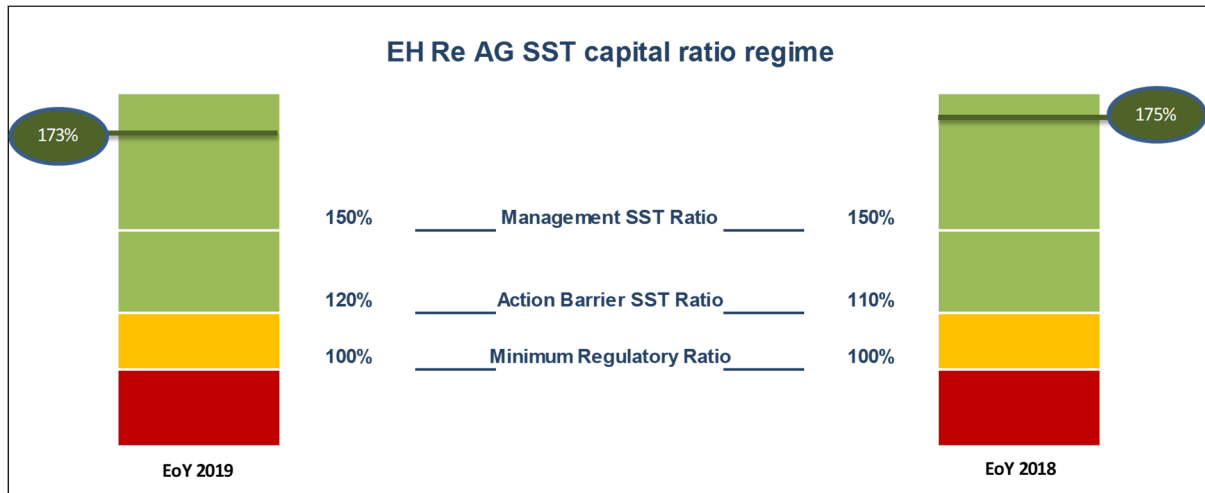 EH Re AG SST capital ratio regime
173%
175%
150% Management SST Ratio 150%
120% Action Barrier SST Ratio 110%
100% Minimum Regulatory Ratio 100%
EoY 2019
EoY 2018